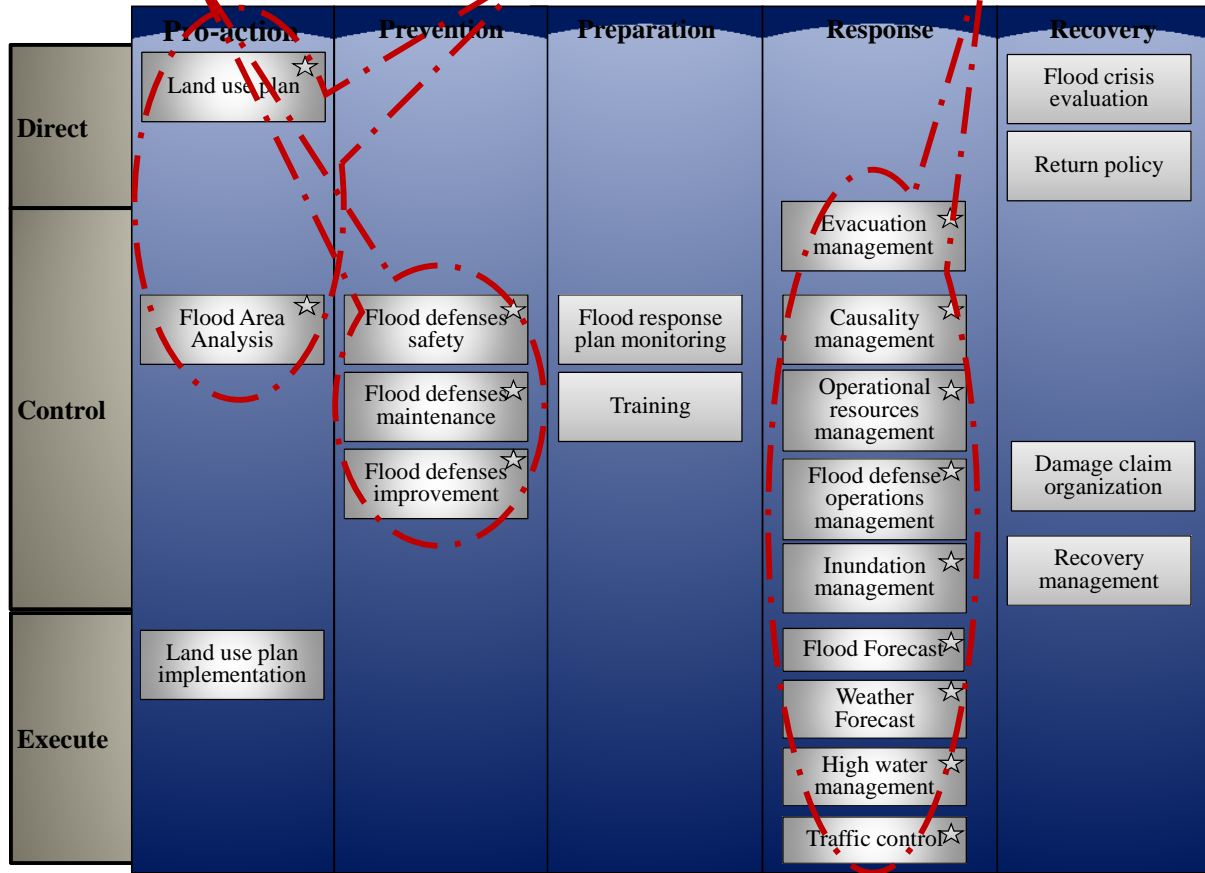 Pro-action
Prevention
Preparation
Response
Recovery
Direct
Land use plan
Flood crisis
evaluation
Return policy
Control
Evacuation
management
Flood Area
Analysis
Flood defenses
safety
Flood response
plan monitoring
Causality
management
Flood defenses
maintenance
Training
Operational
resources
management
Flood defenses
improvement
Flood defense
operations
management
Damage claim
organization
Inundation
management
Recovery
management
Execute
Land use plan
implementation
Flood Forecast
Weather
Forecast
High water
management
Traffic control